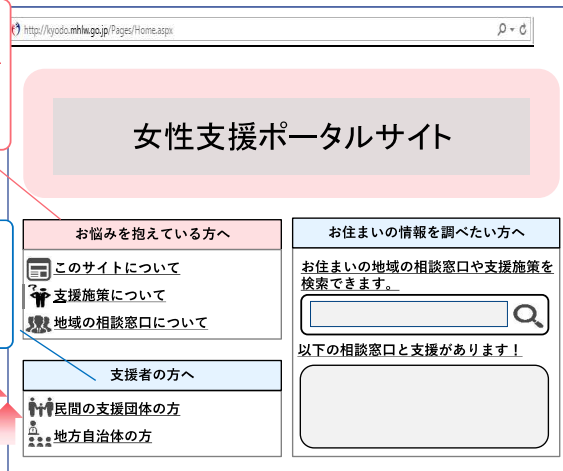 http://kyodo.mhlw.go.jp/Pages/Home.aspx
女性支援ポータルサイト
お悩みを抱えている方へ
このサイトについて
支援施策について
地域の相談窓口について
支援者の方へ
民間の支援団体の方
地方自治体の方
お住まいの情報を調べたい方へ
お住まいの地域の相談窓口や支援施策を
検索できます。
以下の相談窓口と支援があります！